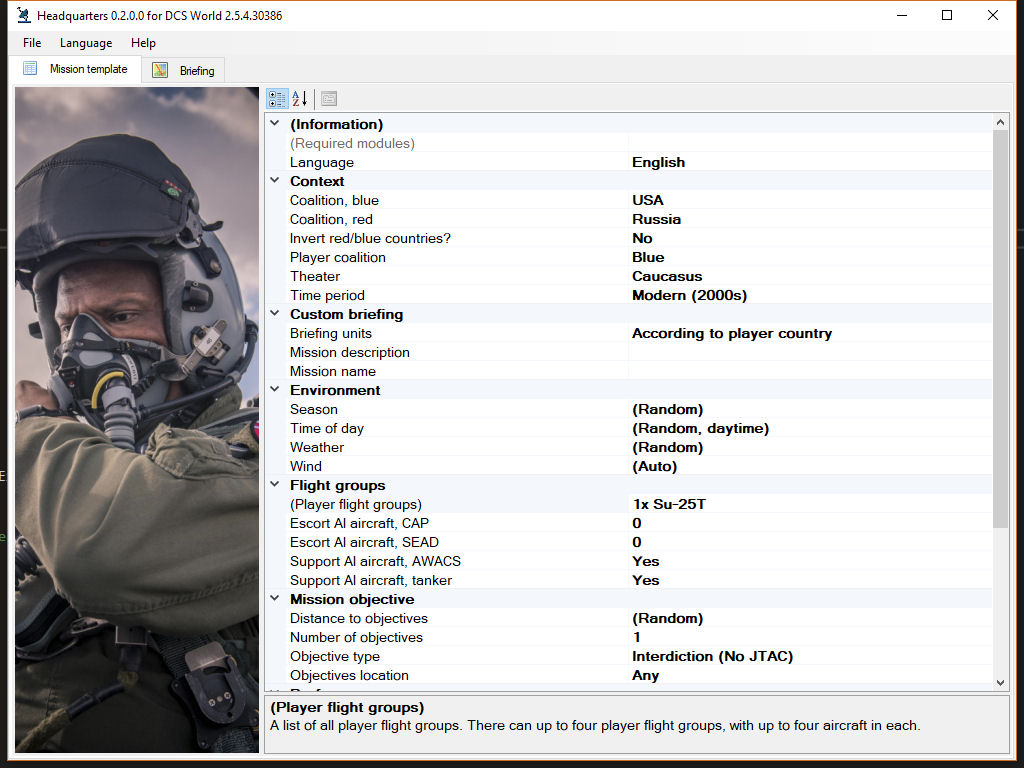 Headquarters 0.2.0.0 for DCS World 2.5.4.30386
File Language Help
Mission template Briefing
(Information)
(Required modules)
Language English
Context
Coalition, blue USA
Coalition, red Russia
Invert red/blue countries? No
Player coalition Blue
Theater Caucasus
Time period Modern (2000s)
Custom briefing
Briefing units According to player country
Mission description
Mission name
Environment
Season (Random)
Time of day (Random, daytime)
Weather (Random)
Wind (Auto)
Flight groups
(Player flight groups) 1x Su-25T
Escort AI aircraft, CAP 0
Escort AI aircraft, SEAD 0
Support AI aircraft, AWACS Yes
Support AI aircraft, tanker Yes
Mission objective
Distance to objectives (Random)
Number of objectives 1
Objective type Interdiction (No JTAC)
Objectives location Any
(Player flight groups)
A list of all player flight groups. There can up to four player flight groups, with up to four aircraft in each.